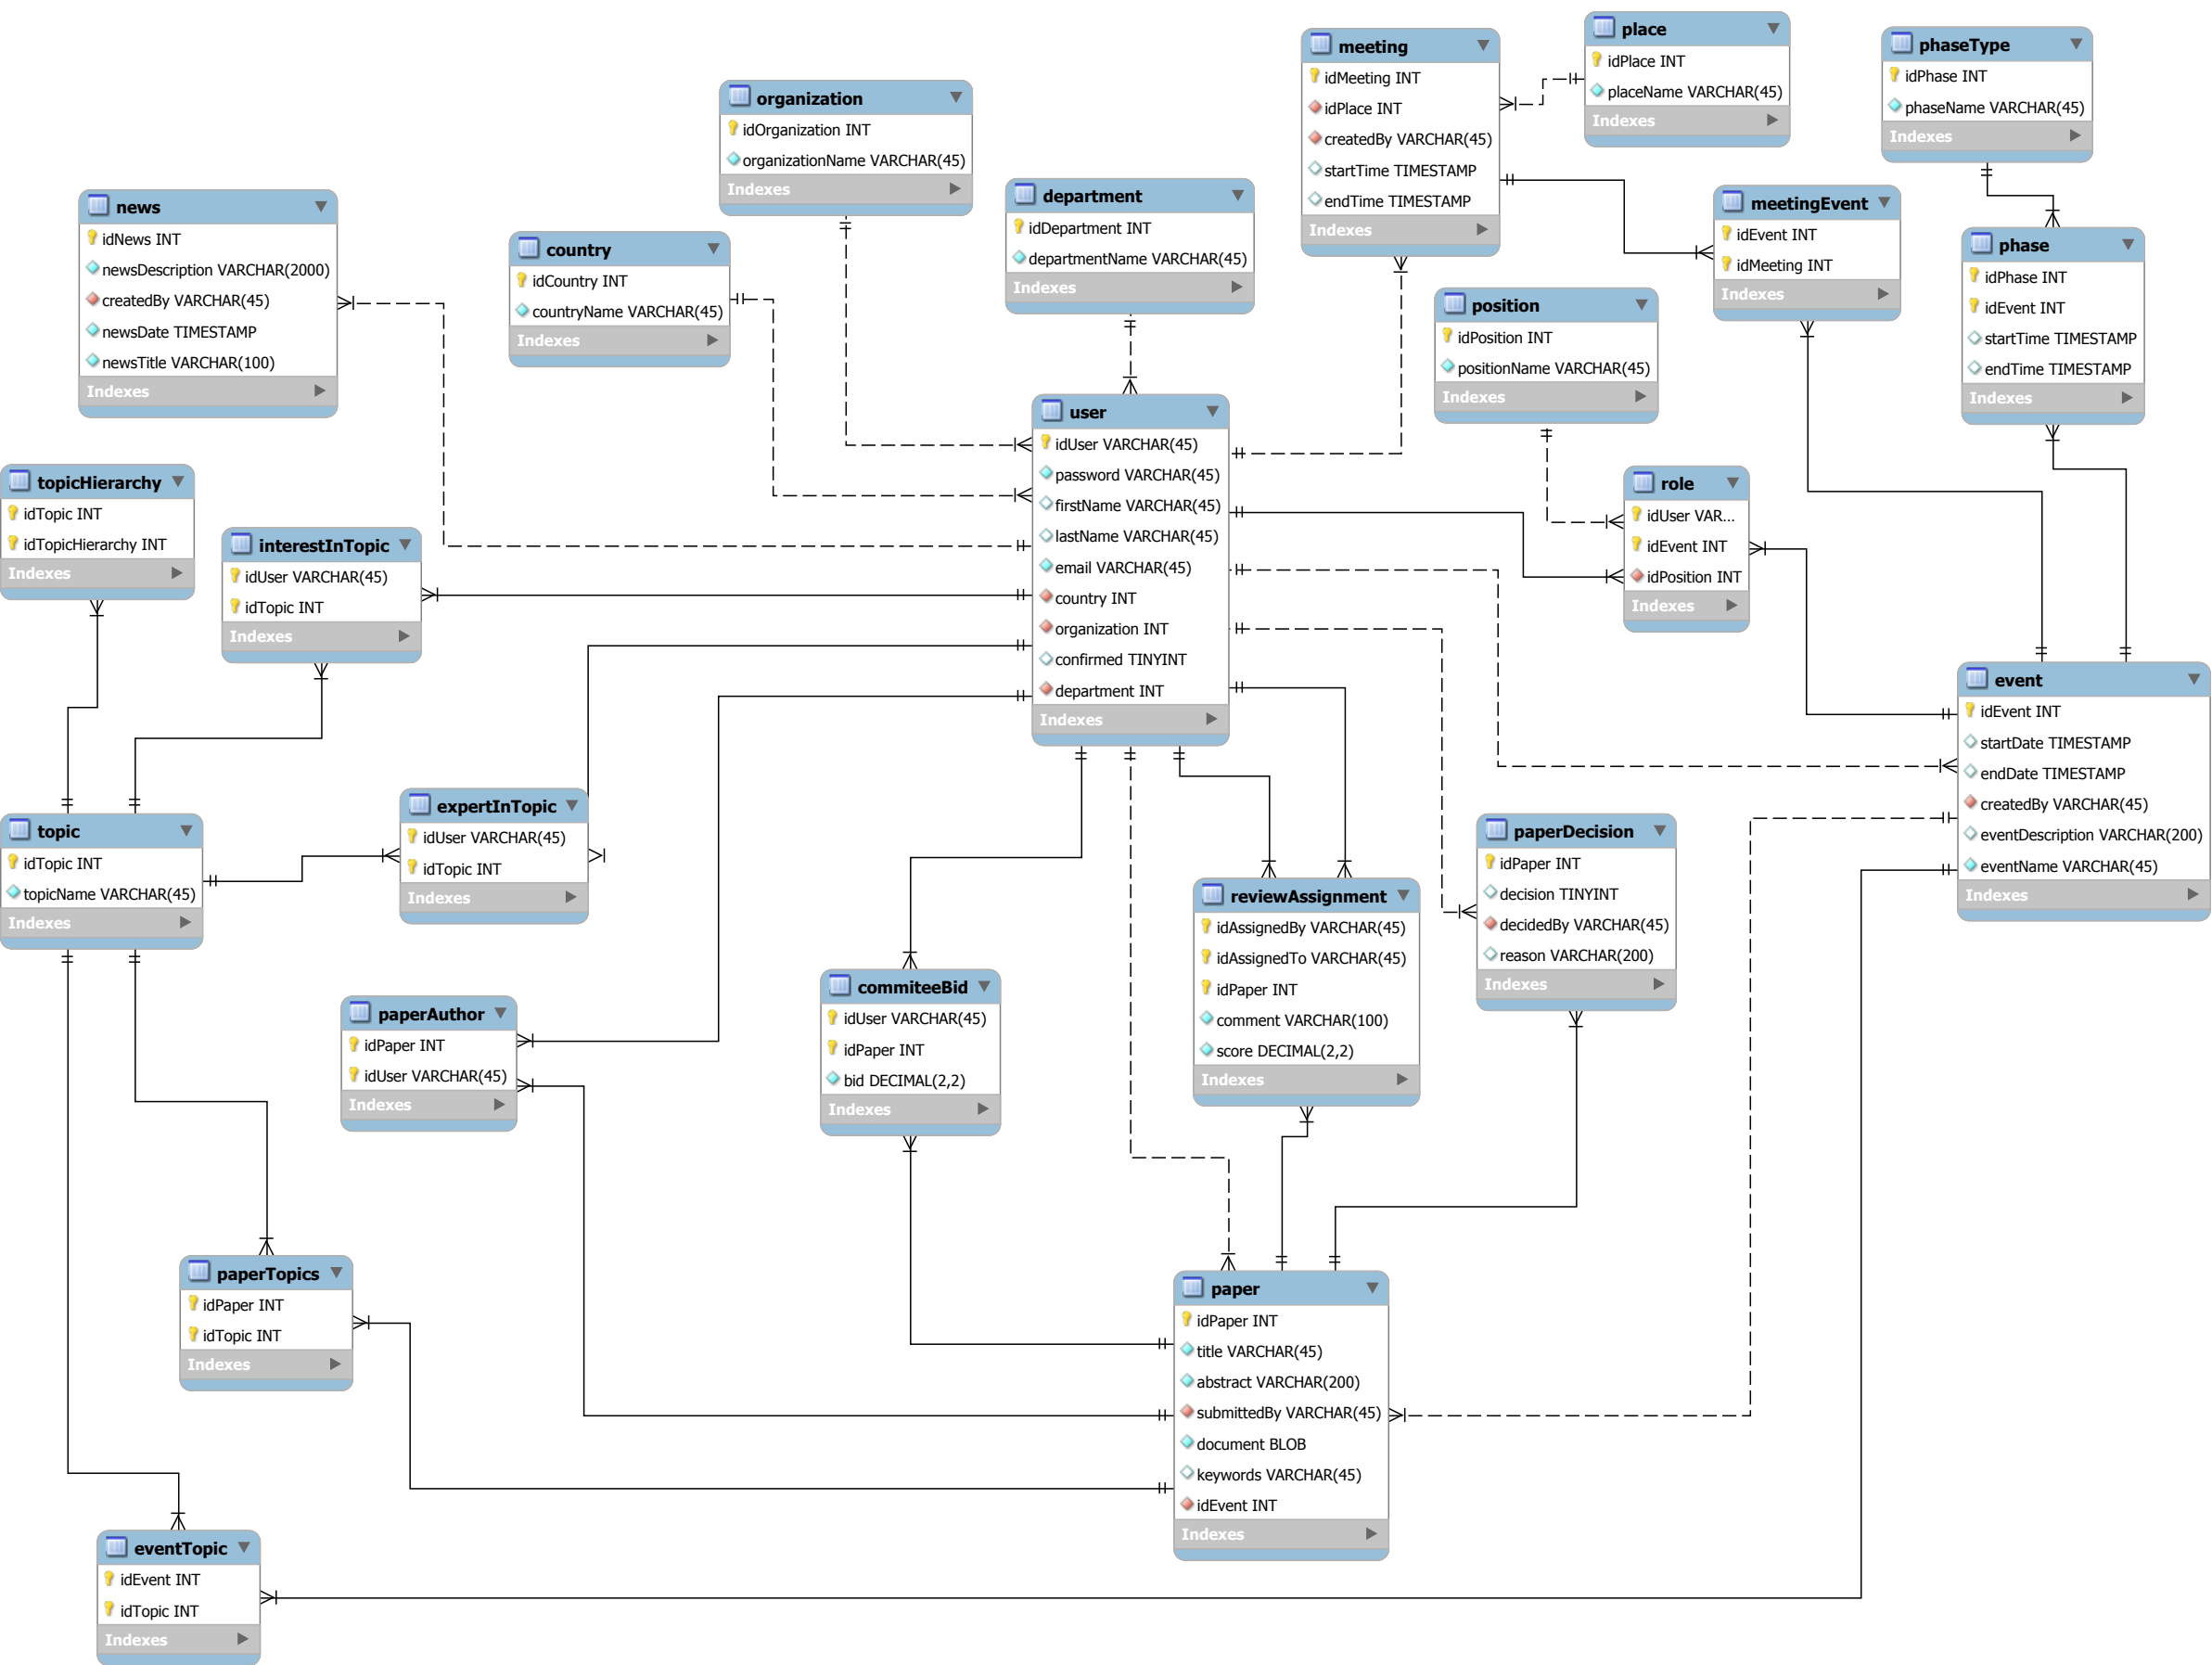 place
idPlace INT
placeName VARCHAR(45)
Indexes
phaseType
idPhase INT
phaseName VARCHAR(45)
Indexes
meeting
idMeeting INT
idPlace INT
createdBy VARCHAR(45)
startTime TIMESTAMP
endTime TIMESTAMP
Indexes
organization
idOrganization INT
organizationName VARCHAR(45)
Indexes
department
idDepartment INT
departmentName VARCHAR(45)
Indexes
meetingEvent
idEvent INT
idMeeting INT
Indexes
news
idNews INT
newsDescription VARCHAR(2000)
createdBy VARCHAR(45)
newsDate TIMESTAMP
newsTitle VARCHAR(100)
Indexes
country
idCountry INT
countryName VARCHAR(45)
Indexes
phase
idPhase INT
idEvent INT
startTime TIMESTAMP
endTime TIMESTAMP
Indexes
position
idPosition INT
positionName VARCHAR(45)
Indexes
user
idUser VARCHAR(45)
password VARCHAR(45)
firstName VARCHAR(45)
lastName VARCHAR(45)
email VARCHAR(45)
country INT
organization INT
confirmed TINYINT
department INT
Indexes
topicHierarchy
idTopic INT
idTopicHierarchy INT
Indexes
role
idUser VAR...
idEvent INT
idPosition INT
Indexes
interestInTopic
idUser VARCHAR(45)
idTopic INT
Indexes
event
idEvent INT
startDate TIMESTAMP
endDate TIMESTAMP
createdBy VARCHAR(45)
eventDescription VARCHAR(200)
eventName VARCHAR(45)
Indexes
expertInTopic
idUser VARCHAR(45)
idTopic INT
Indexes
topic
idTopic INT
topicName VARCHAR(45)
Indexes
paperDecision
idPaper INT
decision TINYINT
decidedBy VARCHAR(45)
reason VARCHAR(200)
Indexes
reviewAssignment
idAssignedBy VARCHAR(45)
idAssignedTo VARCHAR(45)
idPaper INT
comment VARCHAR(100)
score DECIMAL(2,2)
Indexes
commiteeBid
idUser VARCHAR(45)
idPaper INT
bid DECIMAL(2,2)
Indexes
paperAuthor
idPaper INT
idUser VARCHAR(45)
Indexes
paperTopics
idPaper INT
idTopic INT
Indexes
paper
idPaper INT
title VARCHAR(45)
abstract VARCHAR(200)
submittedBy VARCHAR(45)
document BLOB
keywords VARCHAR(45)
idEvent INT
Indexes
eventTopic
idEvent INT
idTopic INT
Indexes